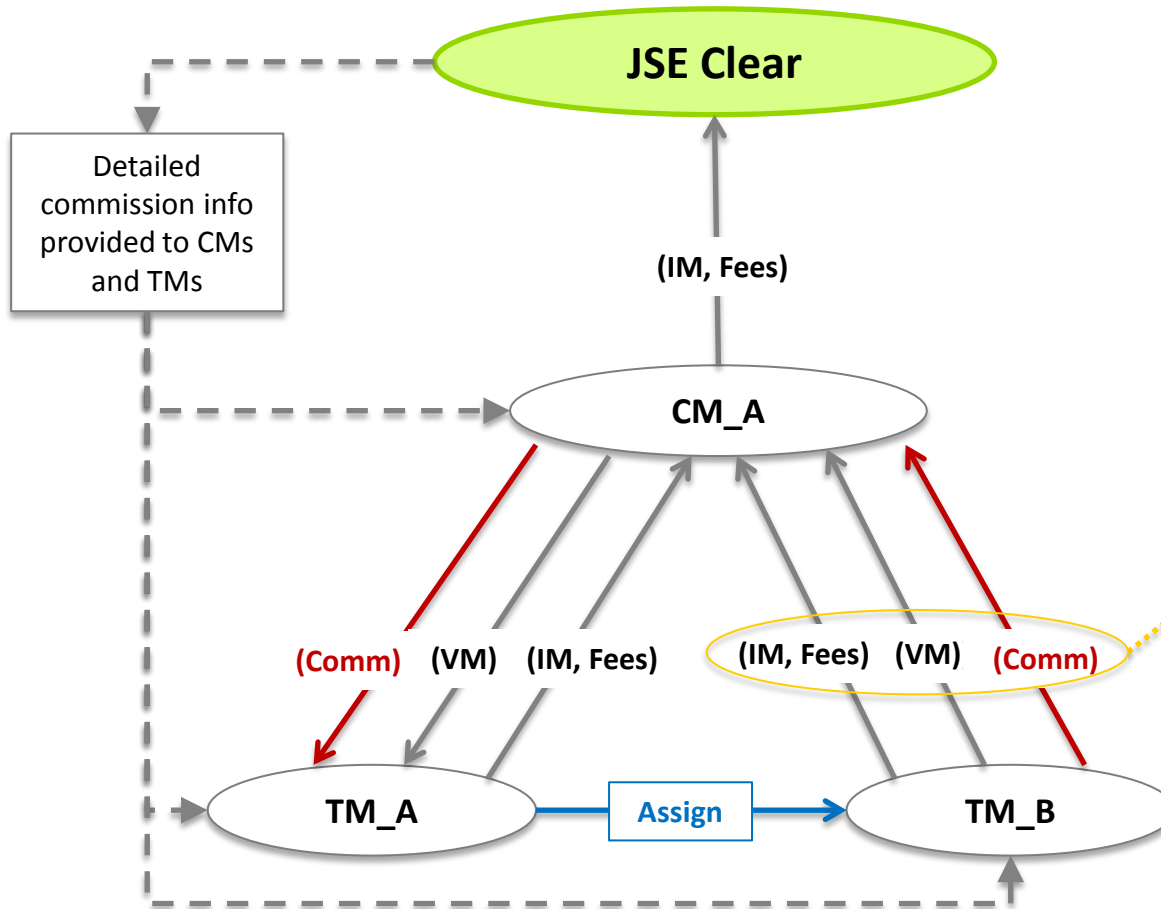 JSE Clear
Detailed
commission info
provided to CMs
and TMs
(IM, Fees)
CM_A
(Comm) (VM) (IM, Fees) (IM, Fees) (VM) (Comm)
TM_A
Assign
TM_B